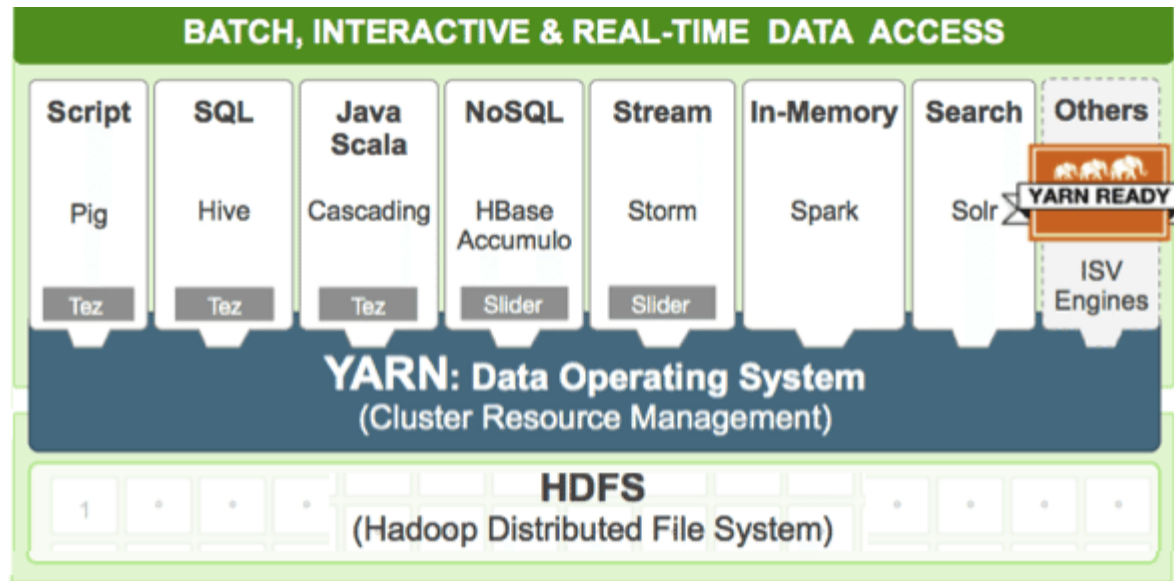 BATCH, INTERACTIVE & REAL-TIME DATA ACCESS
Script
Pig
Tez
SQL
Hive
Tez
Java
Scala
Cascading
Tez
NoSQL
HBase
Accumulo
Slider
Stream
Storm
Slider
In-Memory
Spark
Search
Solr
Others
YARN READY
ISV
Engines
YARN: Data Operating System
(Cluster Resource Management)
1
HDFS
(Hadoop Distributed File System)